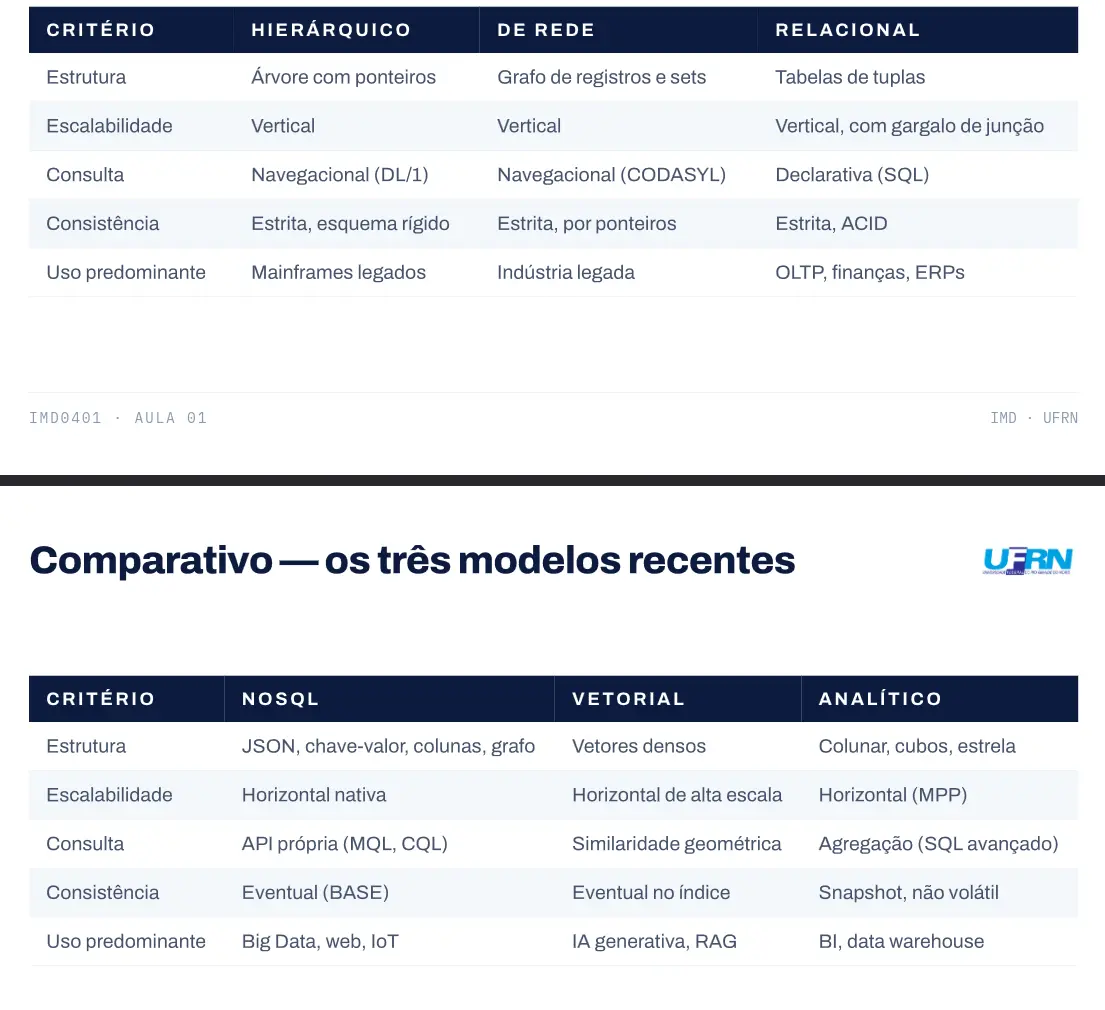 CRITÉRIO HIERÁRQUICO DE REDE RELACIONAL
Estrutura Árvore com ponteiros Grafo de registros e sets Tabelas de tuplas
Escalabilidade Vertical Vertical Vertical, com gargalo de junção
Consulta Navegacional (DL/1) Navegacional (CODASYL) Declarativa (SQL)
Consistência Estrita, esquema rígido Estrita, por ponteiros Estrita, ACID
Uso predominante Mainframes legados Indústria legada OLTP, finanças, ERPs
IMD0401 · AULA 01 IMD · UFRN
Comparativo — os três modelos recentes
UFRN
CRITÉRIO NOSQL VETORIAL ANALÍTICO
Estrutura JSON, chave-valor, colunas, grafo Vetores densos Colunar, cubos, estrela
Escalabilidade Horizontal nativa Horizontal de alta escala Horizontal (MPP)
Consulta API própria (MQL, CQL) Similaridade geométrica Agregação (SQL avançado)
Consistência Eventual (BASE) Eventual no índice Snapshot, não volátil
Uso predominante Big Data, web, IoT IA generativa, RAG BI, data warehouse